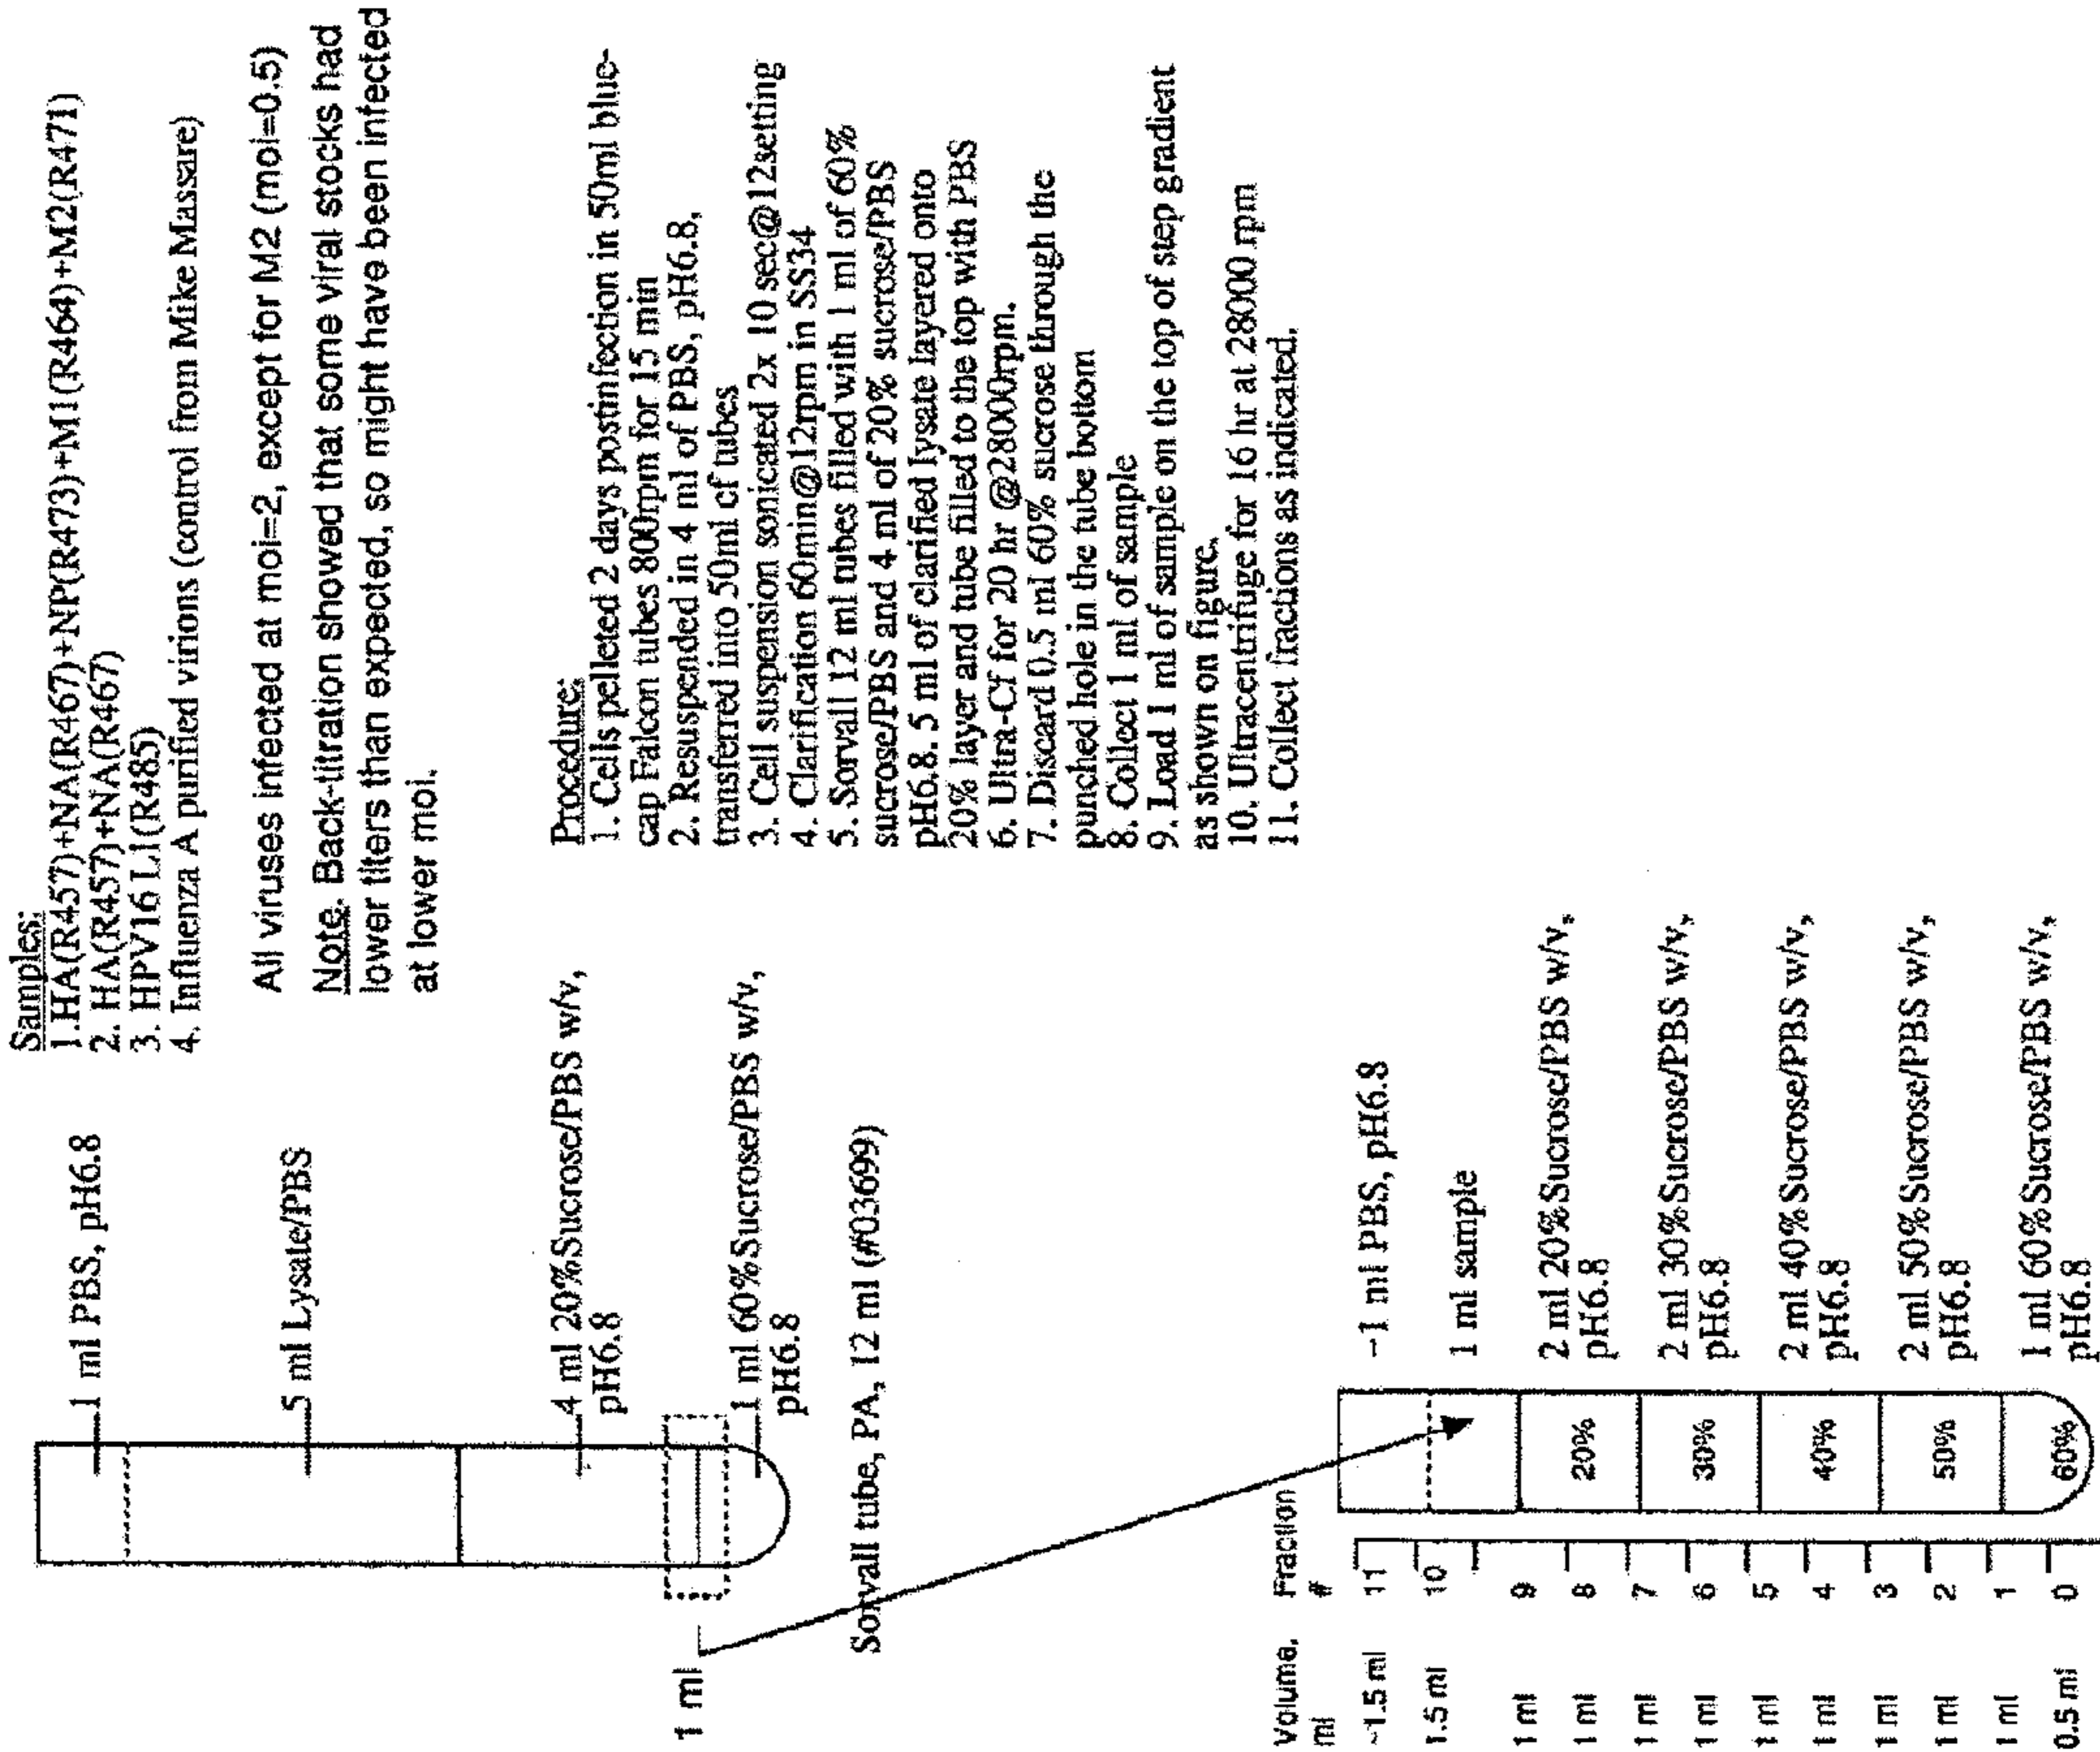 Samples:
1.HA(R457)+NA(R467)+NP(R473)+M1(R464)+M2(R471)
2. HA(R457)+NA(R467)
3. HPV16 L1(R485)
4. Influenza A purified virions (control from Mike Massare)
All viruses infected at moi=2, except for M2 (moi=0.5)
Note. Back-titration showed that some viral stocks had
lower titers than expected, so might have been infected
at lower moi.
1 ml PBS, pH6.8
5 ml Lysate/PBS
4 ml 20%Sucrose/PBS w/v,
pH6.8
1 ml 60%Sucrose/PBS w/v,
pH6.8
1 ml
Sorvall tube, PA, 12 ml (#03699)
Procedure:
1. Cells pelleted 2 days postinfection in 50ml blue-
cap Falcon tubes 800rpm for 15 min
2. Resuspended in 4 ml of PBS, pH6.8,
transferred into 50ml cf tubes
3. Cell suspension sonicated 2x 10 sec@12setting
4. Clarification 60min@12rpm in SS34
5. Sorvall 12 ml tubes filled with 1 ml of 60%
sucrose/PBS and 4 ml of 20% sucrose/PBS
pH6.8. 5 ml of clarified lysate layered onto
20% layer and tube filled to the top with PBS
6. Ultra-Cf for 20 hr @28000rpm.
7. Discard 0.5 ml 60% sucrose through the
punched hole in the tube bottom
8. Collect 1 ml of sample
9. Load 1 ml of sample on the top of step gradient
as shown on figure.
10. Ultracentrifuge for 16 hr at 28000 rpm
11. Collect fractions as indicated.
Volume, Fraction
ml #
~1.5 ml 11
1.5 ml 10
1 ml 9
1 ml 8
1 ml 7
1 ml 6
1 ml 5
1 ml 4
1 ml 3
1 ml 2
1 ml 1
0.5 ml 0
20%
30%
40%
50%
60%
~1 ml PBS, pH6.8
1 ml sample
2 ml 20%Sucrose/PBS w/v,
pH6.8
2 ml 30%Sucrose/PBS w/v,
pH6.8
2 ml 40%Sucrose/PBS w/v,
pH6.8
2 ml 50%Sucrose/PBS w/v,
pH6.8
1 ml 60%Sucrose/PBS w/v,
pH6.8